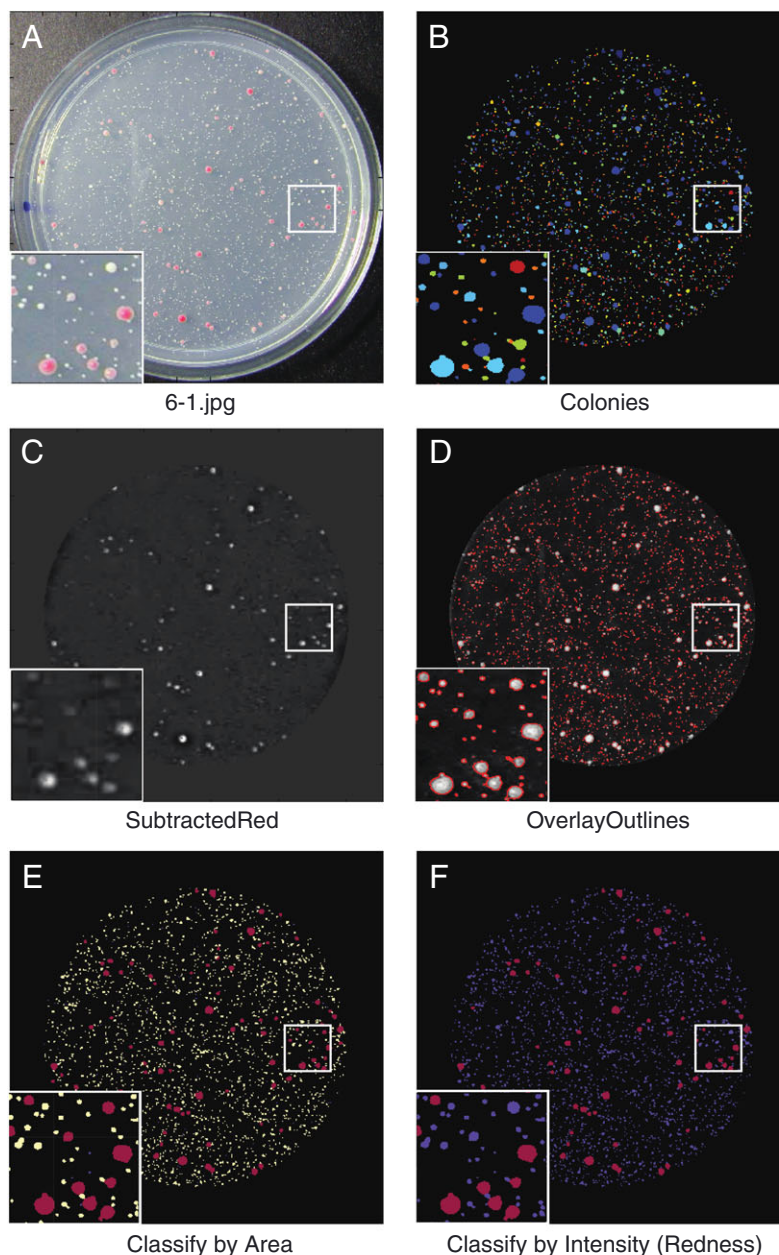 A
B
6-1.jpg
Colonies
C
D
SubtractedRed
OverlayOutlines
E
F
Classify by Area
Classify by Intensity (Redness)